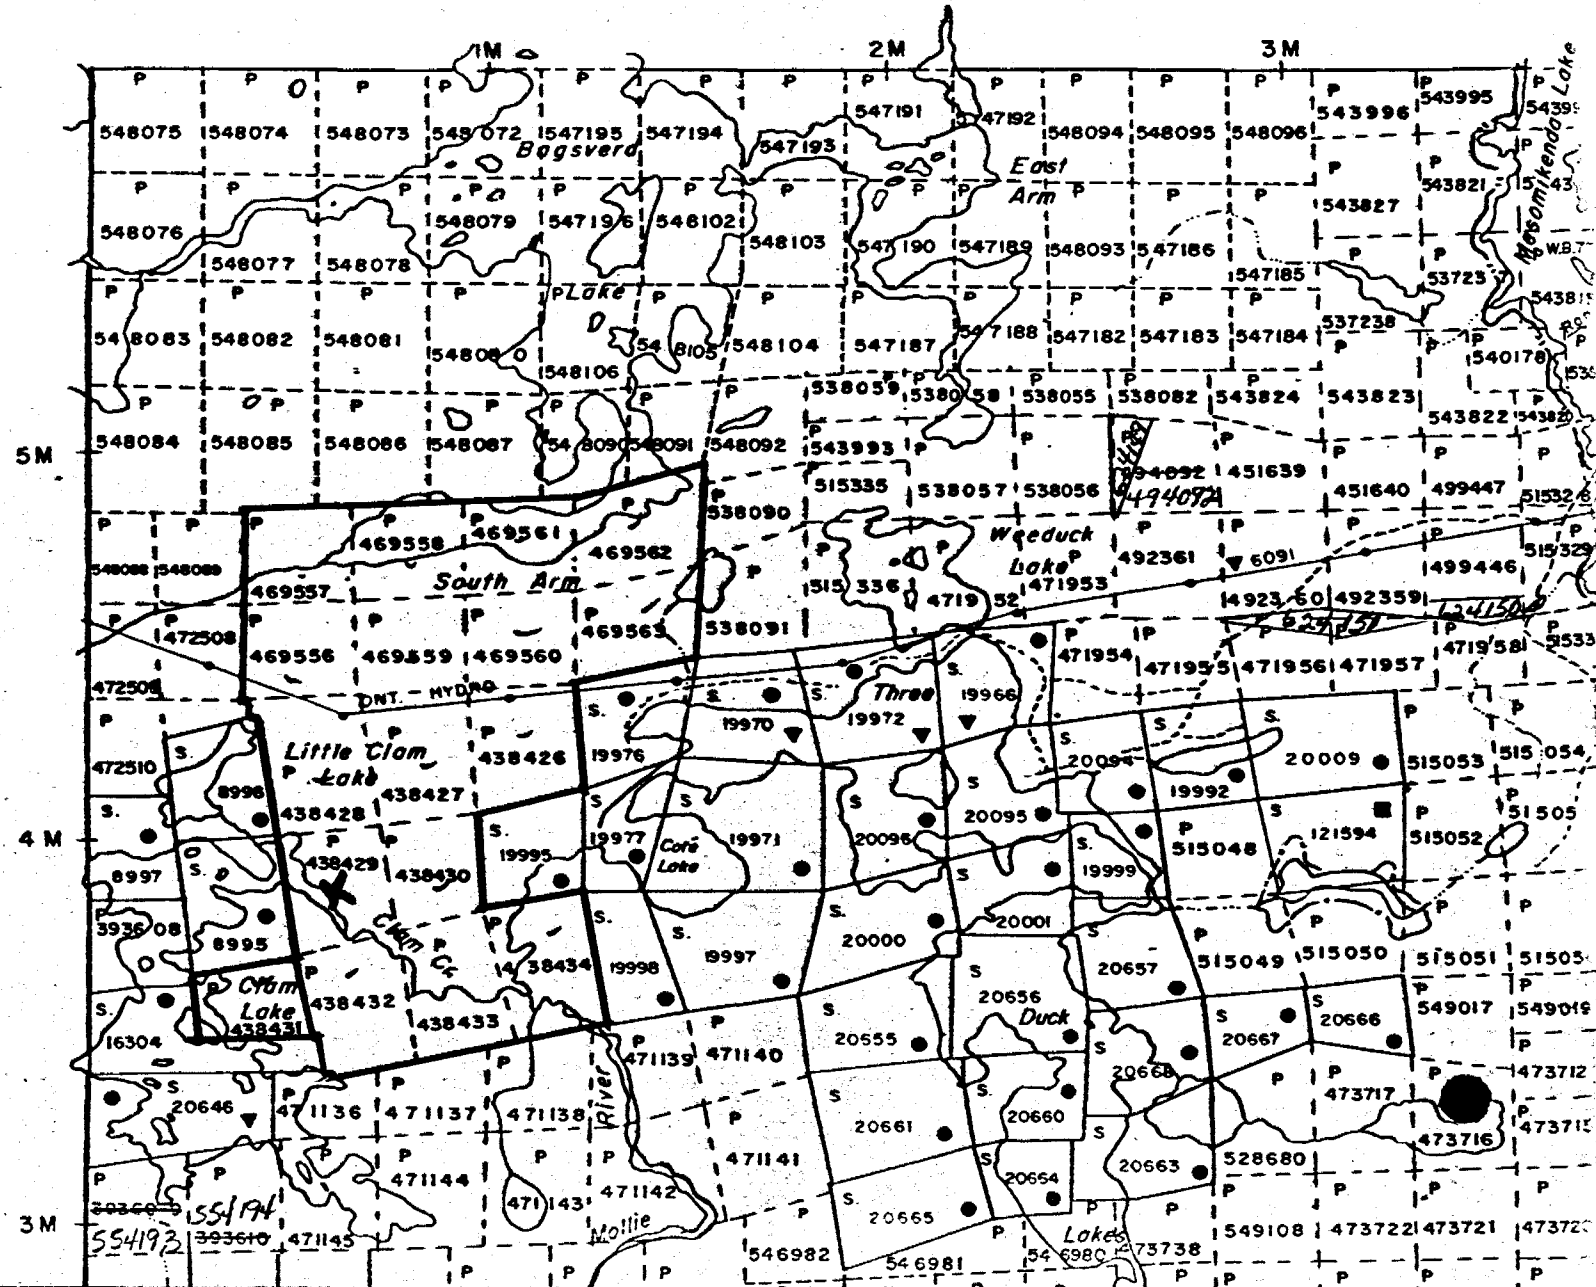 1M 2M 3M
P P P P P P P P P P P P P P
548075 548074 548073 548072 547195 547194 547193 547191 547192 548094 548095 548096 543996 543995
Bagsverd
East
Arm
Mesomikenda Lake
P P P P P P P P P P P P P
548076 548077 548078 548079 547196 548102 548103 547190 547189 548093 547186 547185 543827 543821
537237
537238
P P P P P P P P P P P P
Lake
548083 548082 548081 548080 548106 548105 548104 547187 547188 547182 547183 547184
540178
538059 538058 538055 538082 543824 543823 543822 543820
5M
548084 548085 548086 548087 548090 548091 548092 543993
515335 538057 538056 494092 451639 451640 499447
494092
469558 469561 469562 538090
Weeduck
Lake
548088 548089 469557
South Arm
515336 471952 471953 492361 6091 499446 515329
472508 469556 469559 469560 469563 538091
492360 492359
471954 471955 471956 471957 471958
472509
ONT. HYDRO
S. S. S. S.
Three
19976 19970 19972 19966
472510
Little Clam
Lake
438426
8996 438428 438427
20094 19992 20009 515053 515054
4M
8997 438429 438430 19995 19977
Coté
Lake
19971 20096 20095 19999 515048 121594 515052
393608 8995
Clam Cr.
438434 19998 19997 20000 20001 20657 515049 515050 515051
Clam
Lake
438431 438432 438433
16304
20655 20656
Duck
20667 20666 549017 549019
471139 471140
20646 471136 471137 471138
River
20661 20660 20668 473717 473716 473712
471141
471144 471143 471142
20664 20663 528680
393610
554193 554194 471145
3M
Mollie
20665
Lakes
546982 546981 546980 473738 549108 473722 473721
P P P P P P P P